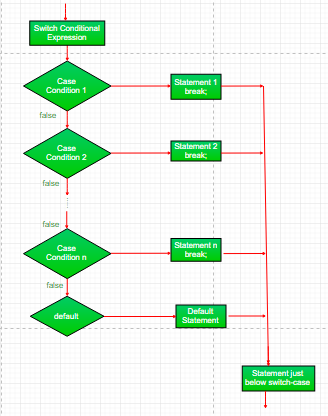 Switch Conditional
Expression
Case
Condition 1
Statement 1
break;
false
Case
Condition 2
Statement 2
break;
false
false
Case
Condition n
Statement n
break;
false
default
Default
Statement
Statement just
below switch-case